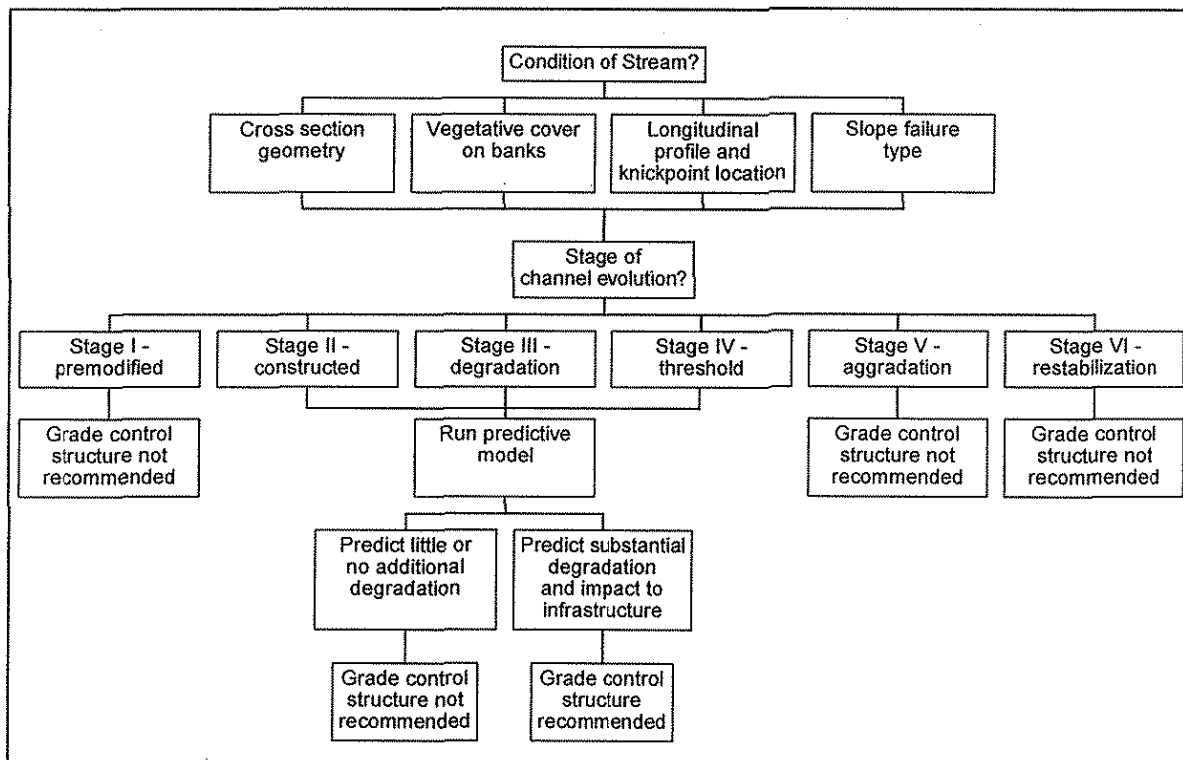 Condition of Stream?
Cross section
geometry
Vegetative cover
on banks
Longitudinal
profile and
knickpoint location
Slope failure
type
Stage of
channel evolution?
Stage I -
premodified
Stage II -
constructed
Stage III -
degradation
Stage IV -
threshold
Stage V -
aggradation
Stage VI -
restabilization
Grade control
structure not
recommended
Run predictive
model
Grade control
structure not
recommended
Grade control
structure not
recommended
Predict little or
no additional
degradation
Predict substantial
degradation
and impact to
infrastructure
Grade control
structure not
recommended
Grade control
structure
recommended